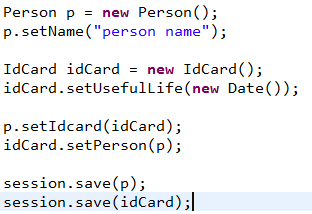 Person p = new Person();
p.setName("person name");
IdCard idCard = new IdCard();
idCard.setUsefulLife(new Date());
p.setIdcard(idCard);
idCard.setPerson(p);
session.save(p);
session.save(idCard);